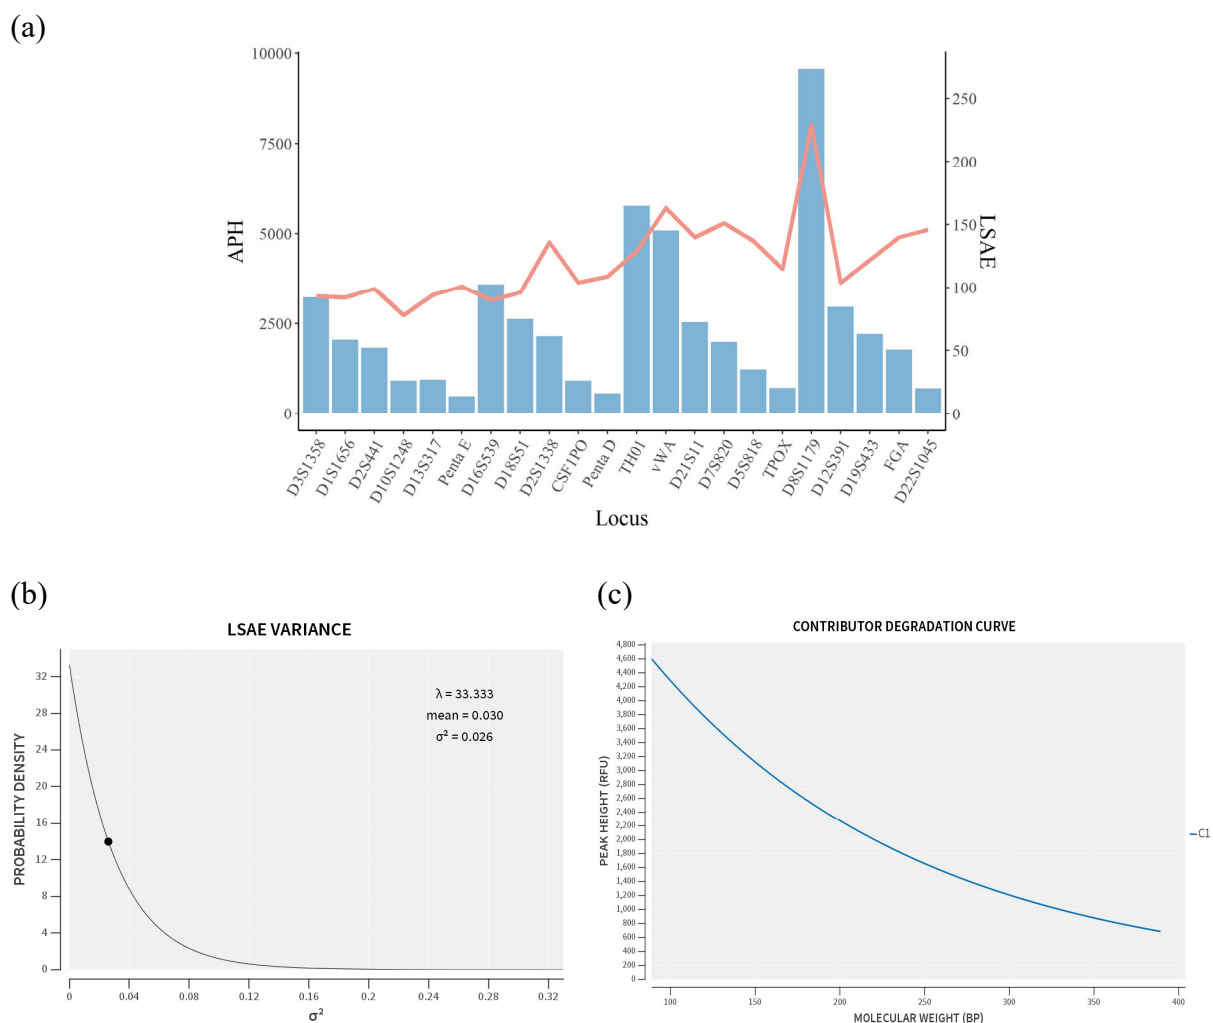 (a)
10000
7500
5000
2500
0
APH
250
200
150
100
50
0
LSAE
D3S1358
D1S1656
D2S441
D10S1248
D13S317
Penta E
D16S539
D18S51
D2S1338
CSF1PO
Penta D
TH01
vWA
D21S11
D7S820
D5S818
TPOX
D8S1179
D12S391
D19S433
FGA
D22S1045
Locus
(b)
LSAE VARIANCE
λ = 33.333
mean = 0.030
σ² = 0.026
PROBABILITY DENSITY
32
28
24
20
16
12
8
4
0
0 0.04 0.08 0.12 0.16 0.2 0.24 0.28 0.32
σ²
(c)
CONTRIBUTOR DEGRADATION CURVE
PEAK HEIGHT (RFU)
4,800
4,600
4,400
4,200
4,000
3,800
3,600
3,400
3,200
3,000
2,800
2,600
2,400
2,200
2,000
1,800
1,600
1,400
1,200
1,000
800
600
400
200
0
C1
100 150 200 250 300 350 400
MOLECULAR WEIGHT (BP)